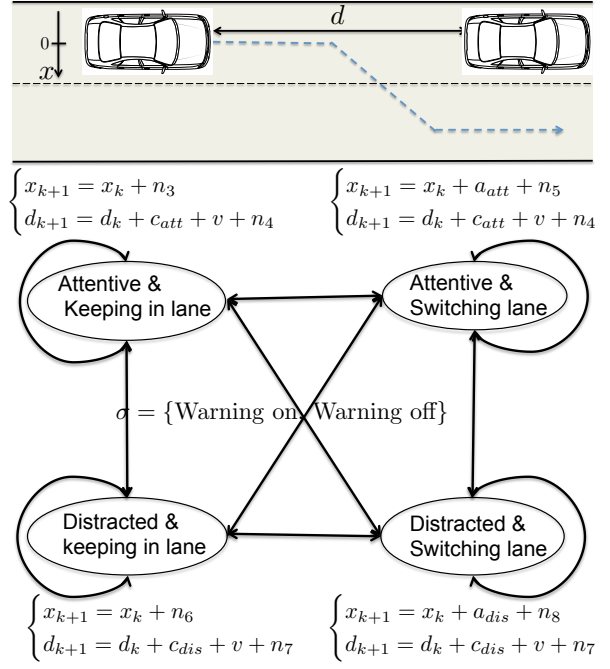 d
0
x
x_{k+1} = x_k + n_3
d_{k+1} = d_k + c_{att} + v + n_4
x_{k+1} = x_k + a_{att} + n_5
d_{k+1} = d_k + c_{att} + v + n_4
Attentive &
Keeping in lane
Attentive &
Switching lane
σ = {Warning on, Warning off}
Distracted &
keeping in lane
Distracted &
Switching lane
x_{k+1} = x_k + n_6
d_{k+1} = d_k + c_{dis} + v + n_7
x_{k+1} = x_k + a_{dis} + n_8
d_{k+1} = d_k + c_{dis} + v + n_7